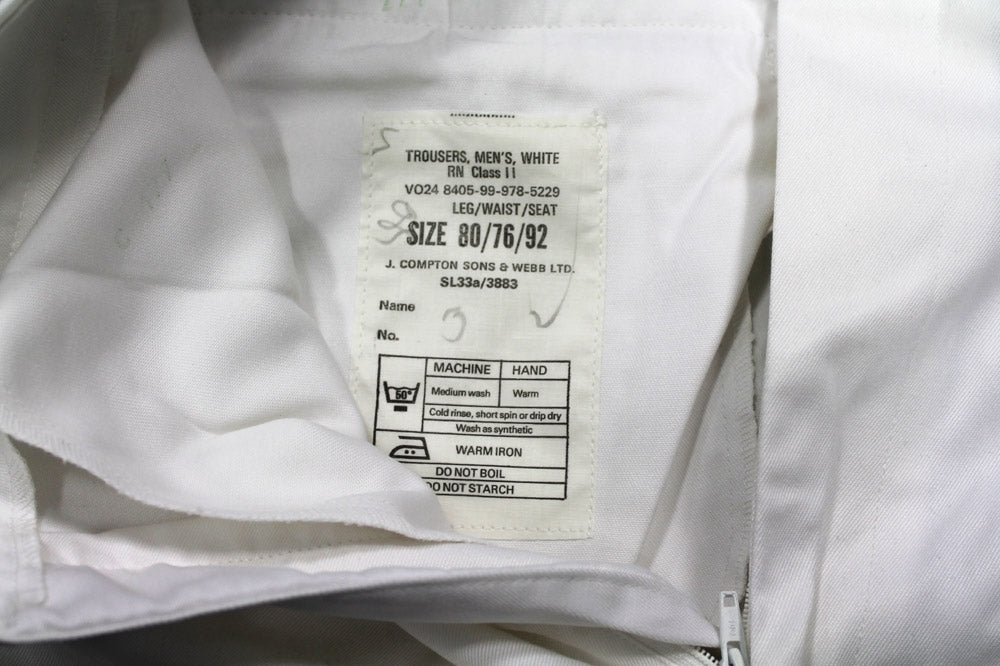 TROUSERS, MEN'S, WHITE
RN Class II
VO24 8405-99-978-5229
LEG/WAIST/SEAT
SIZE 80/76/92
J. COMPTON SONS & WEBB LTD.
SL33a/3883
Name
No.
MACHINE HAND
50° Medium wash Warm
Cold rinse, short spin or drip dry
Wash as synthetic
WARM IRON
DO NOT BOIL
DO NOT STARCH